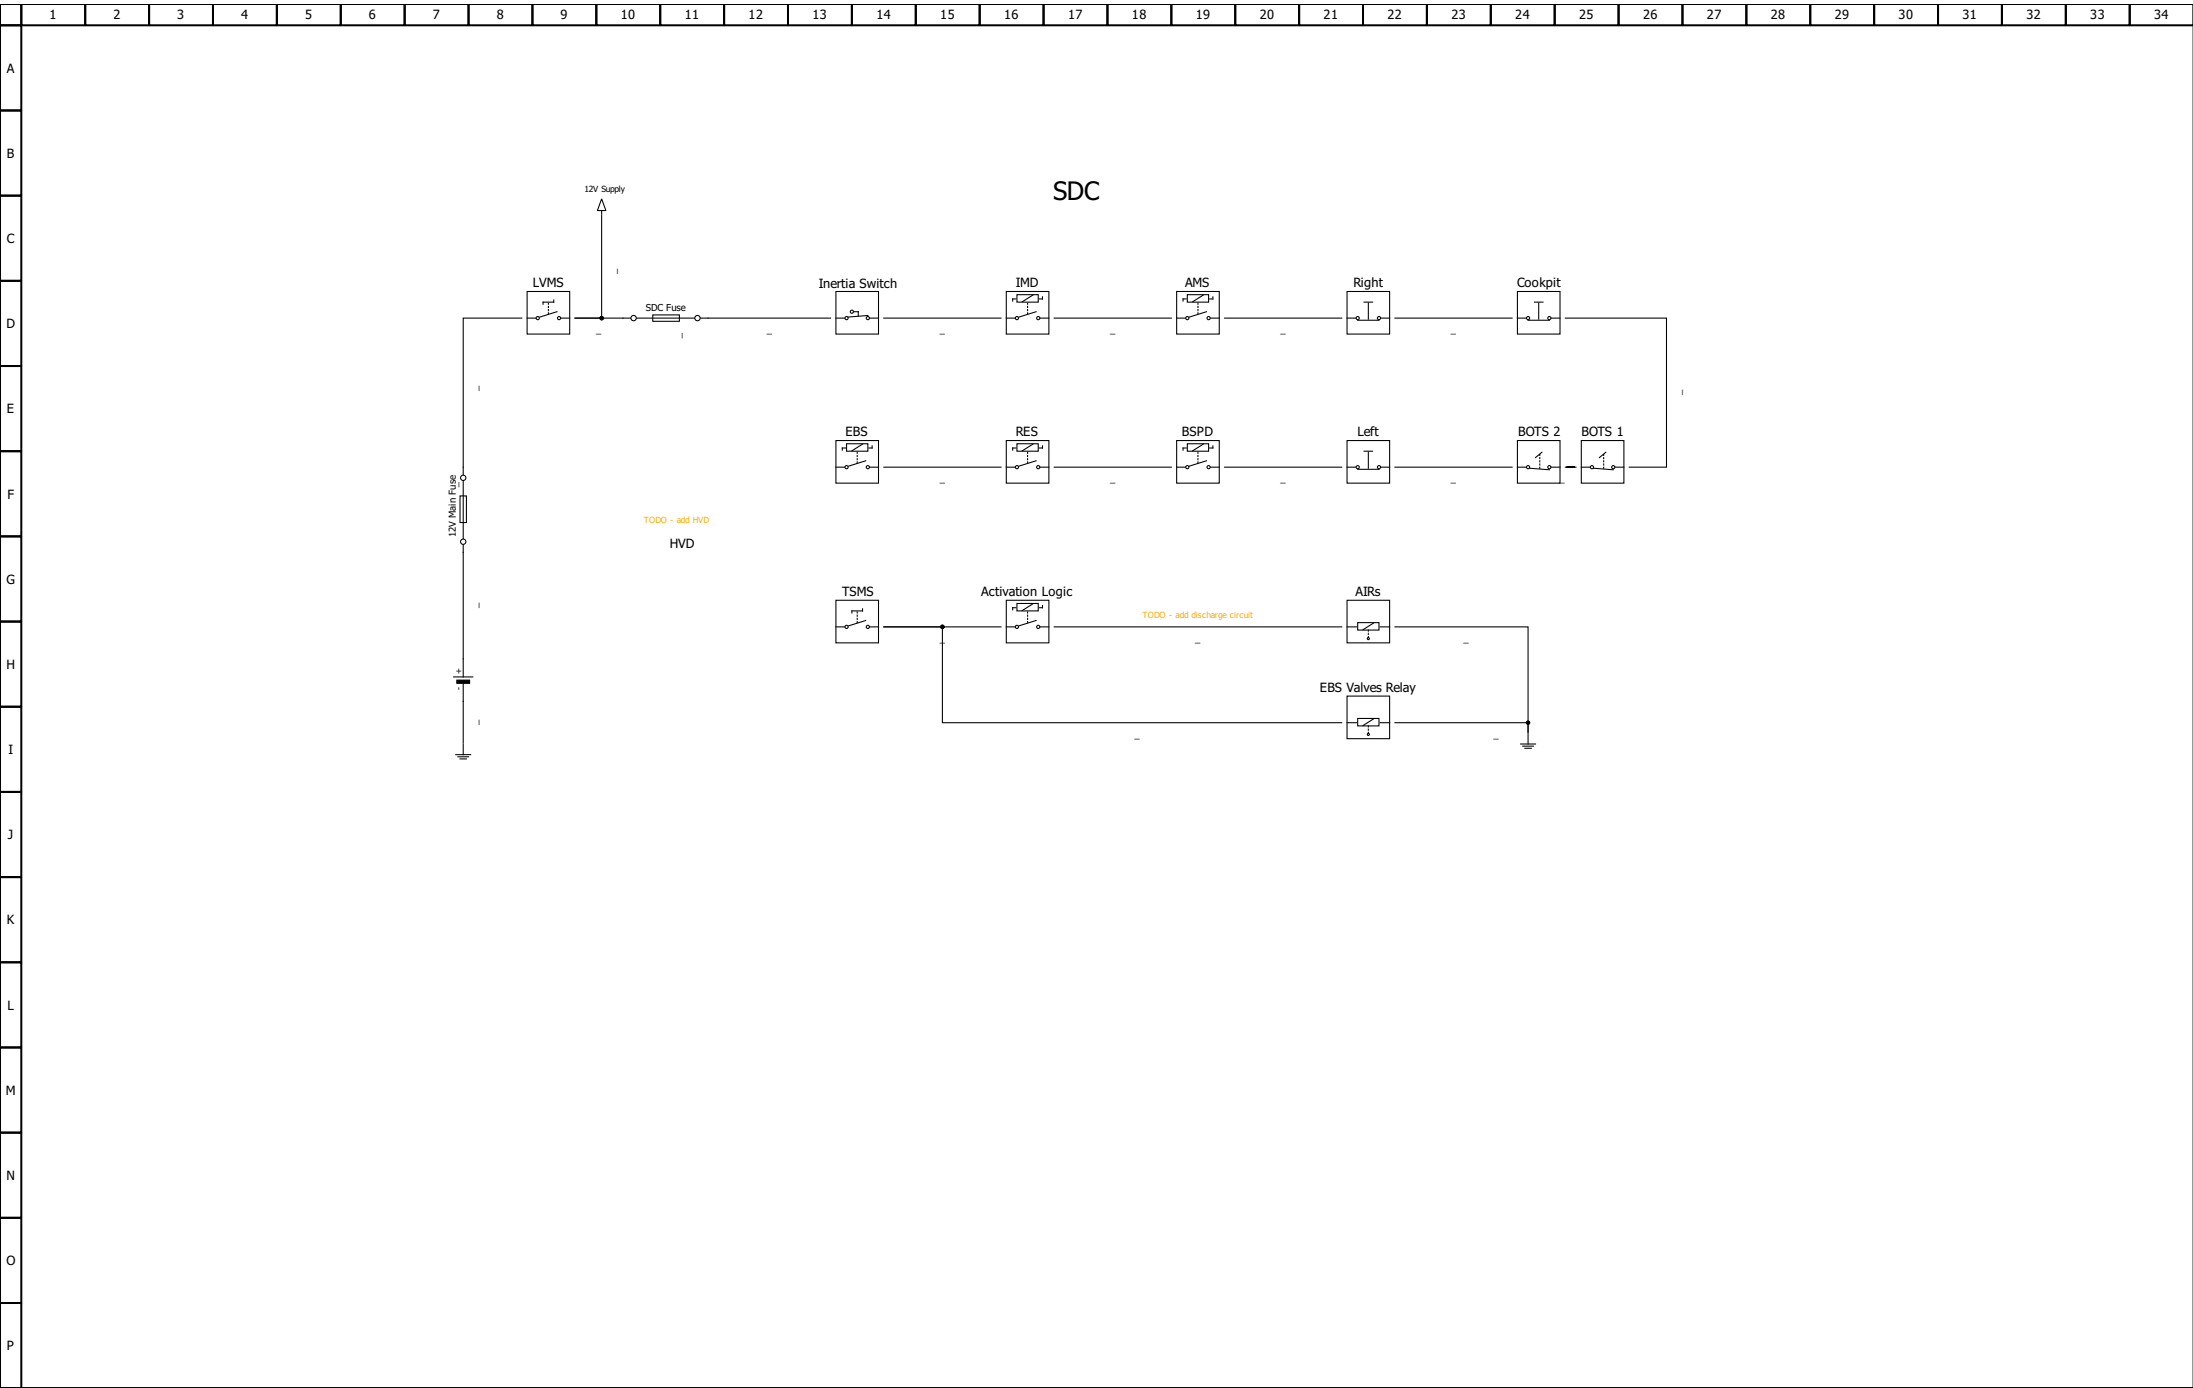 1 2 3 4 5 6 7 8 9 10 11 12 13 14 15 16 17 18 19 20 21 22 23 24 25 26 27 28 29 30 31 32 33 34
A
B
C
D
E
F
G
H
I
J
K
L
M
N
O
P
SDC
12V Supply
LVMS
SDC Fuse
Inertia Switch
IMD
AMS
Right
Cockpit
EBS
RES
BSPD
Left
BOTS 2
BOTS 1
12V Main Fuse
TODO - add HVD
HVD
TSMS
Activation Logic
TODO - add discharge circuit
AIRs
+
-
EBS Valves Relay